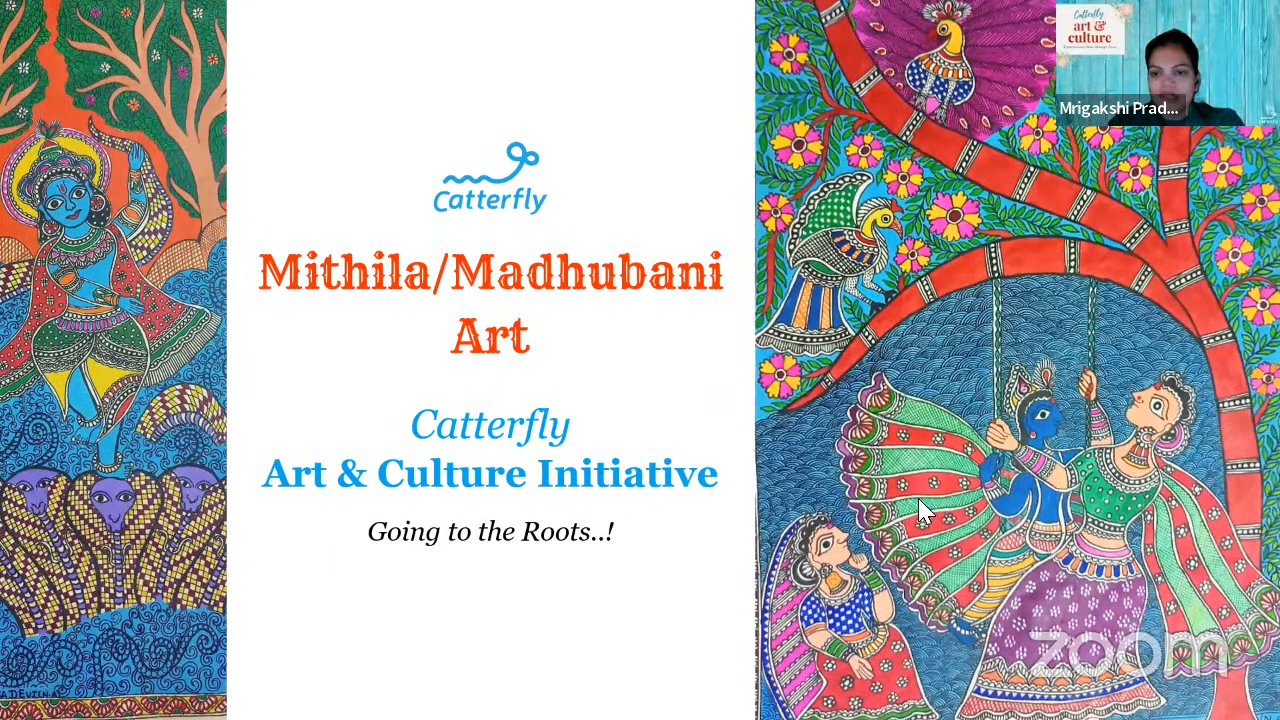 Catterfly
Mithila/Madhubani
Art
Catterfly
Art & Culture Initiative
Going to the Roots..!
Catterfly
art &
culture
Mrigakshi Prad...
zoom